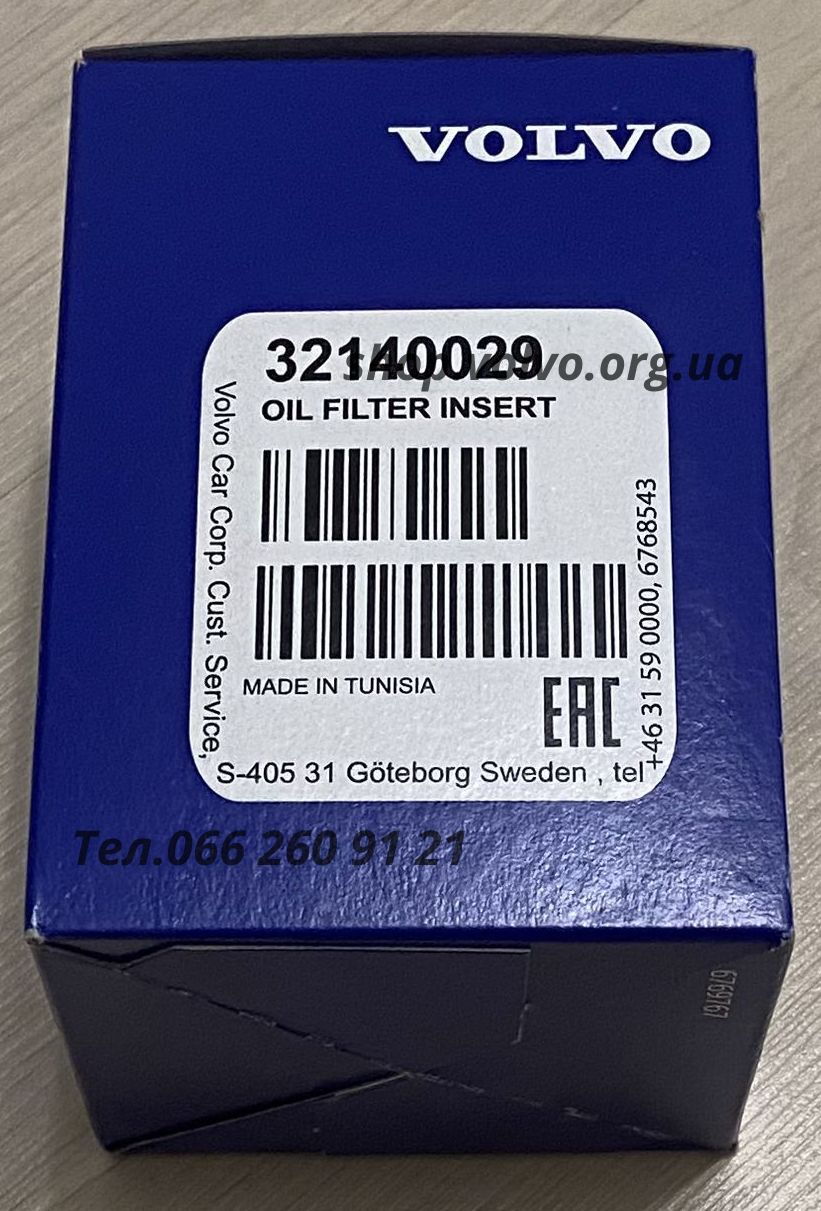 VOLVO
32140029
shop.volvo.org.ua
OIL FILTER INSERT
Volvo Car Corp. Cust. Service,
MADE IN TUNISIA
EAC
S-405 31 Göteborg Sweden , tel
+46 31 59 0000, 6768543
Тел.066 260 91 21
6769767